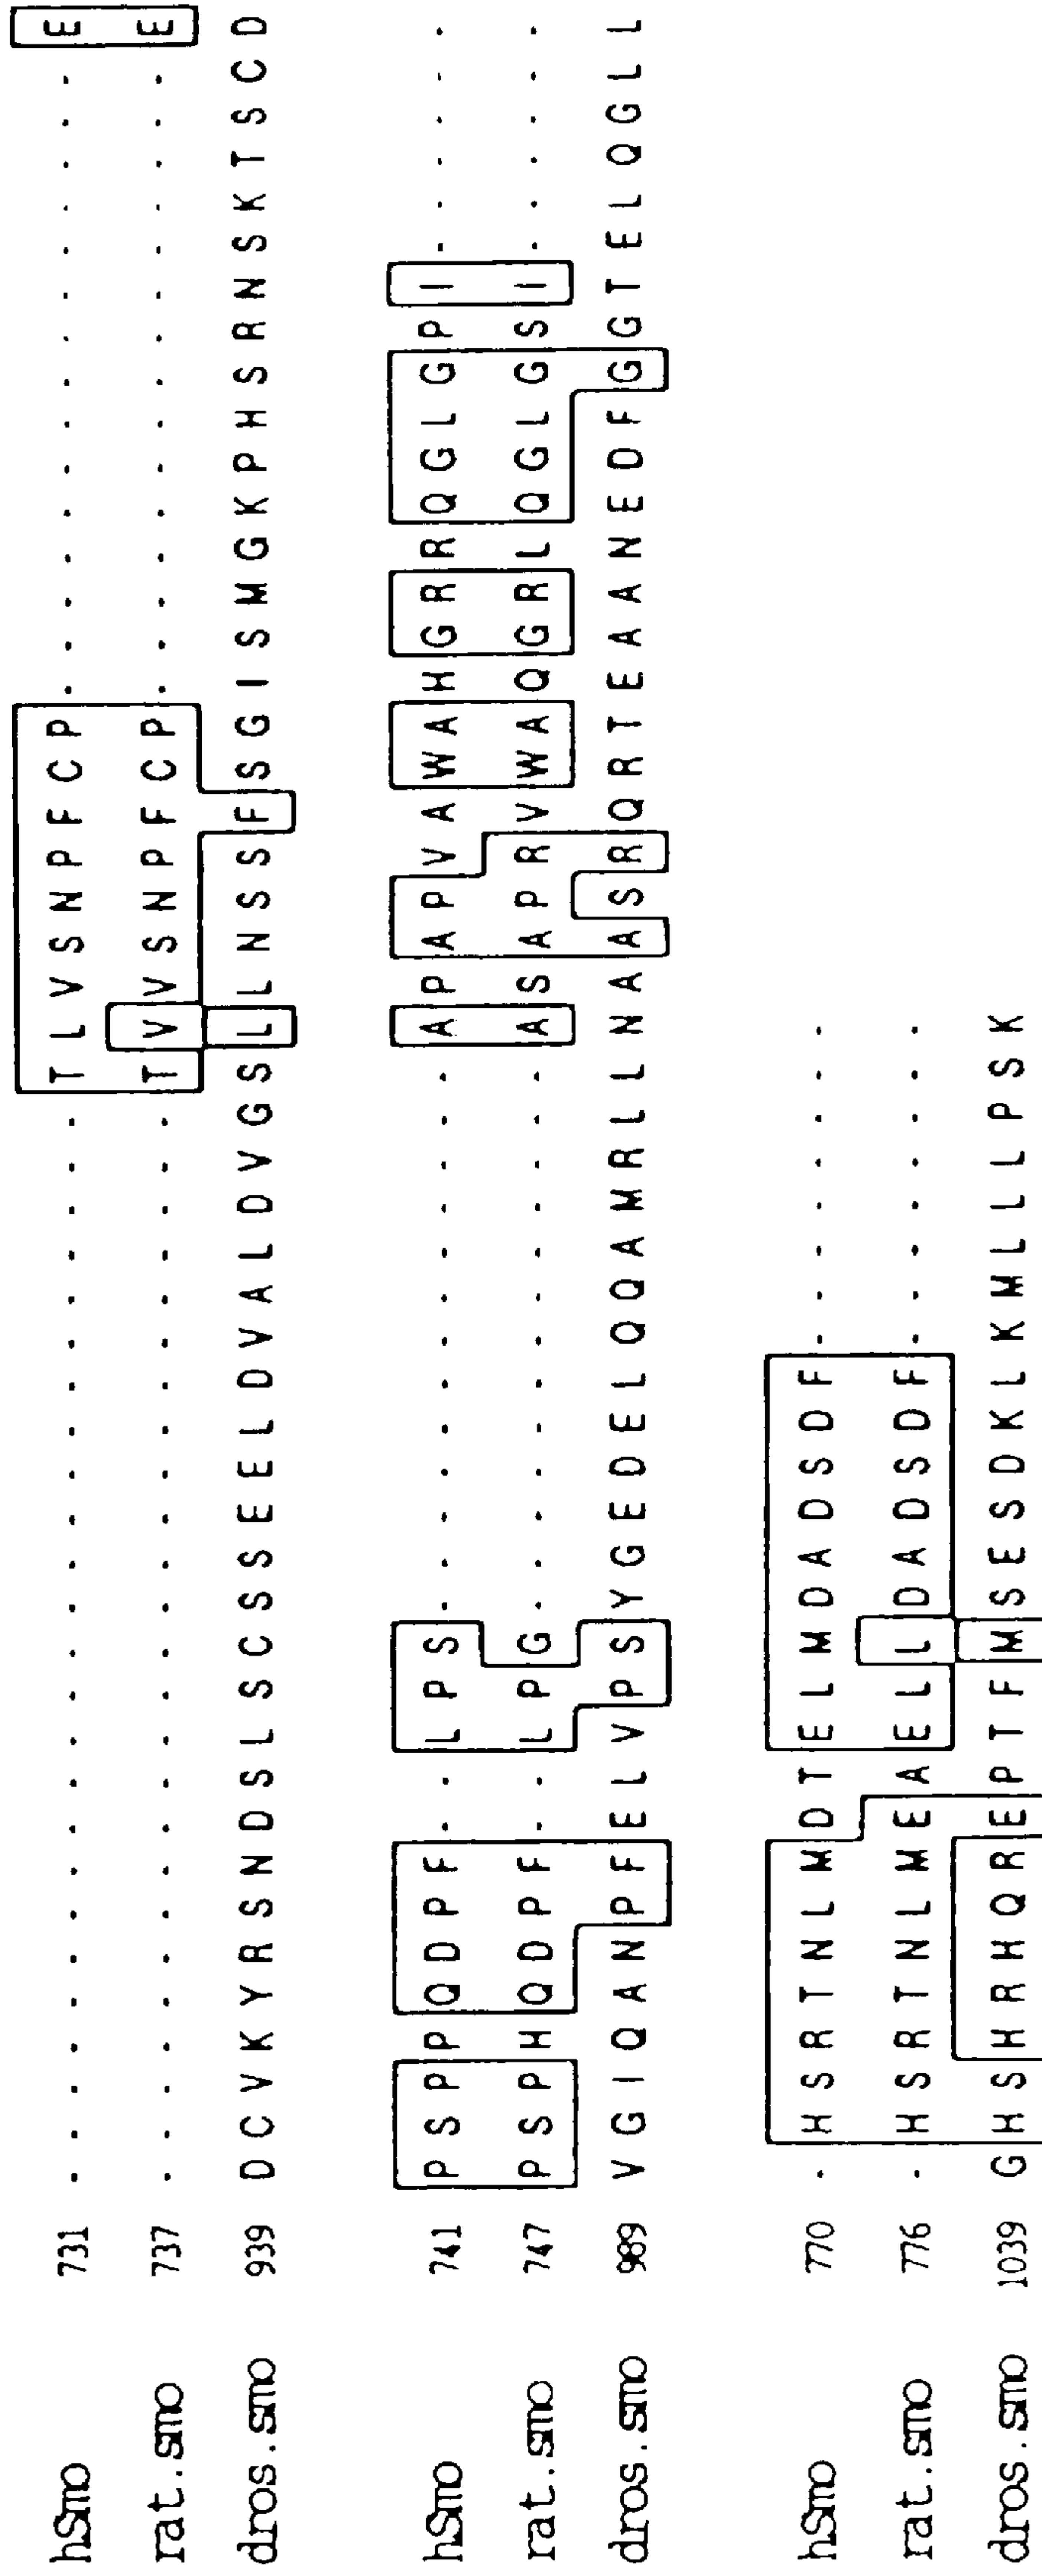 hSmo 731 . . . . . . . . . . . . . . . . . . . . . . . . . T L V S N P F C P . . . . . . . . . . . . . . . E
rat.smo 737 . . . . . . . . . . . . . . . . . . . . . . . . . T V V S N P F C P . . . . . . . . . . . . . . . E
dros.smo 939 D C V K Y R S N D S L S C S S E E L D V A L D V G S L L N S S F S G I S M G K P H S R N S K T S C D
hSmo 741 P S P P Q D P F . . L P S . . . . . . . . . . . . . A P A P V A W A H G R R Q G L G P I . . . . . .
rat.smo 747 P S P H Q D P F . . L P G . . . . . . . . . . . . . A S A P R V W A Q G R L Q G L G S I . . . . . .
dros.smo 989 V G I Q A N P F E L V P S Y G E D E L Q Q A M R L L N A A S R Q R T E A A N E D F G G T E L Q G L L
hSmo 770 . H S R T N L M D T E L M D A D S D F . . . . . . . .
rat.smo 776 . H S R T N L M E A E L L D A D S D F . . . . . . . .
dros.smo 1039 G H S H R H Q R E P T F M S E S D K L K M L L L P S K